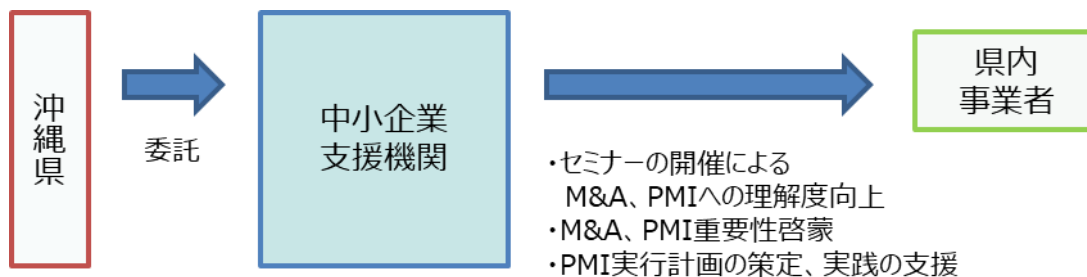 沖縄県
委託
中小企業
支援機関
県内
事業者
・セミナーの開催による
M&A、PMIへの理解度向上
・M&A、PMI重要性啓蒙
・PMI実行計画の策定、実践の支援